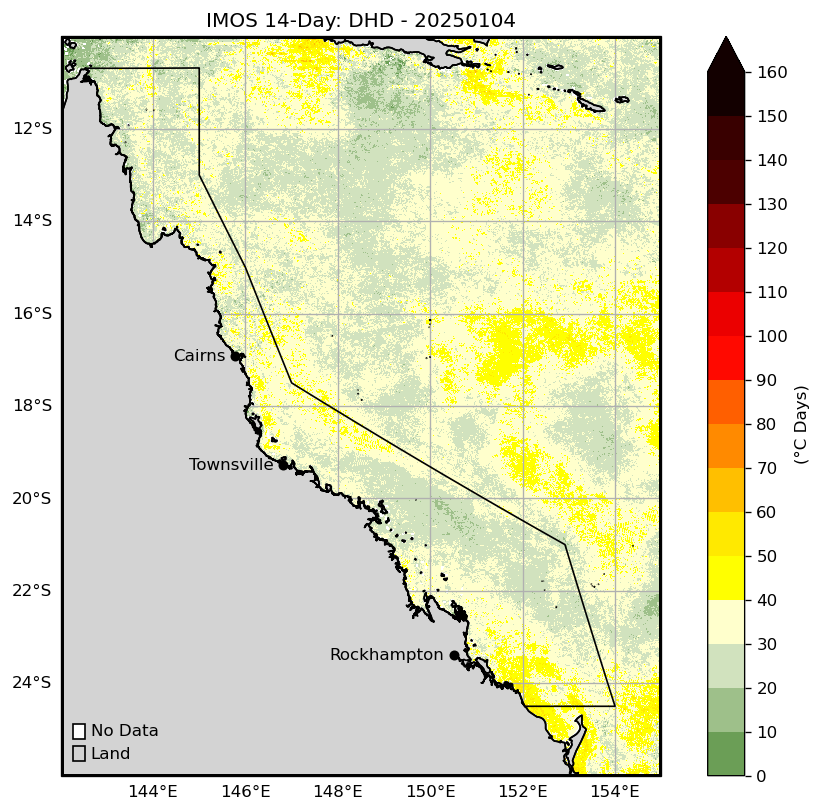 IMOS 14-Day: DHD - 20250104
12°S
14°S
16°S
18°S
20°S
22°S
24°S
Cairns
Townsville
Rockhampton
No Data
Land
144°E 146°E 148°E 150°E 152°E 154°E
160
150
140
130
120
110
100
90
80
70
60
50
40
30
20
10
0
(°C Days)